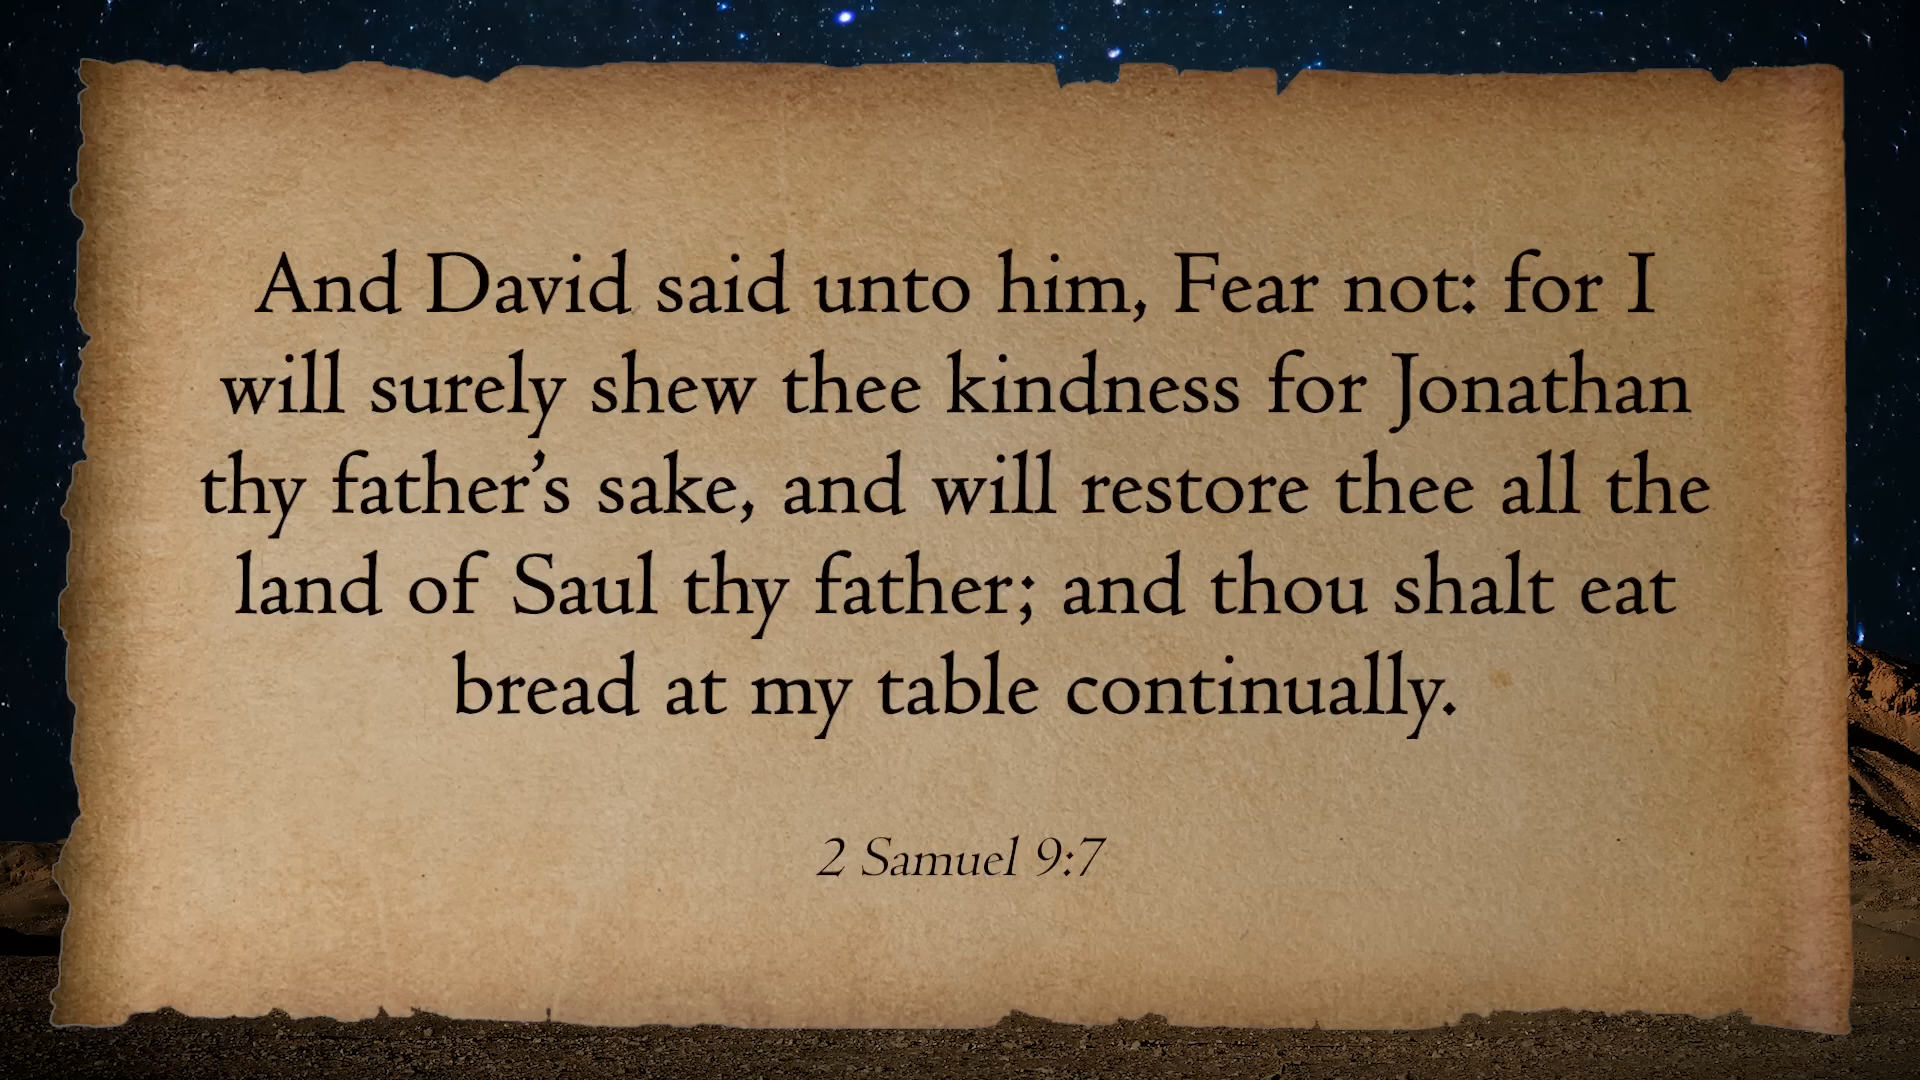 And David said unto him, Fear not: for I
will surely shew thee kindness for Jonathan
thy father’s sake, and will restore thee all the
land of Saul thy father; and thou shalt eat
bread at my table continually.
2 Samuel 9:7